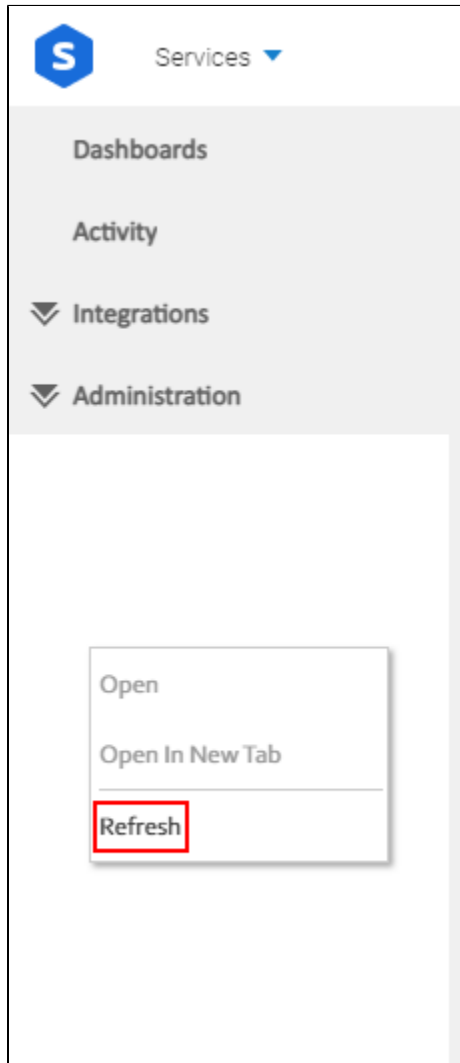 S
Services
Dashboards
Activity
Integrations
Administration
Open
Open In New Tab
Refresh